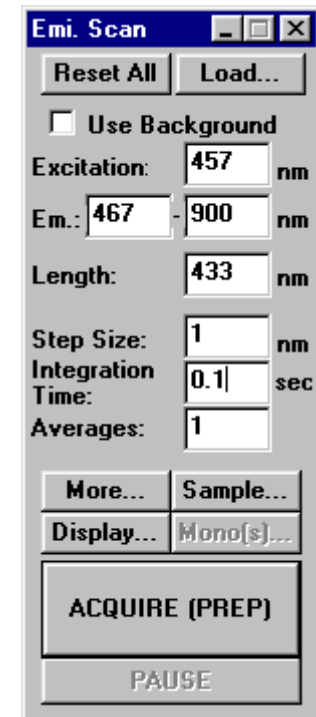 Emi. Scan
Reset All Load...
Use Background
Excitation: 457 nm
Em.: 467 - 900 nm
Length: 433 nm
Step Size: 1 nm
Integration
Time: 0.1 sec
Averages: 1
More... Sample...
Display... Mono(s)...
ACQUIRE (PREP)
PAUSE